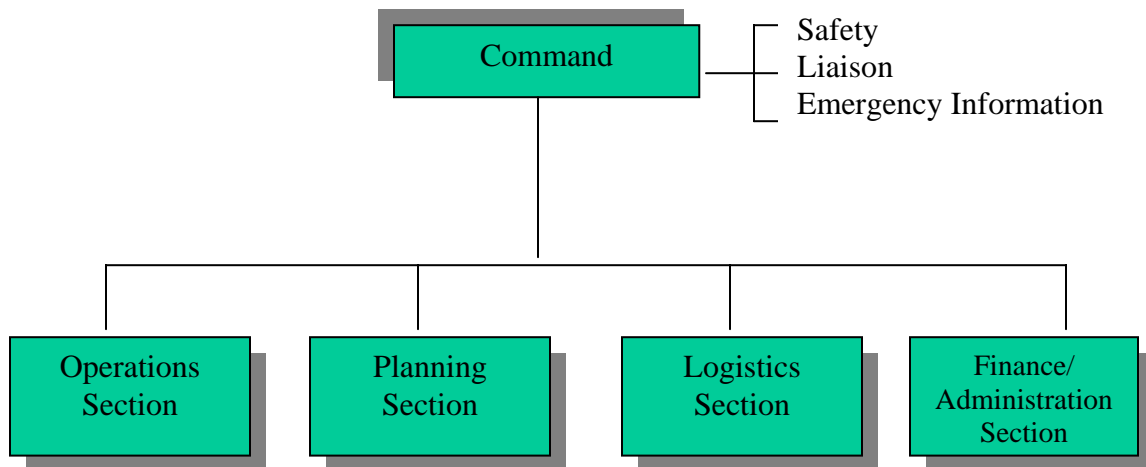 Command
Safety
Liaison
Emergency Information
Operations
Section
Planning
Section
Logistics
Section
Finance/
Administration
Section